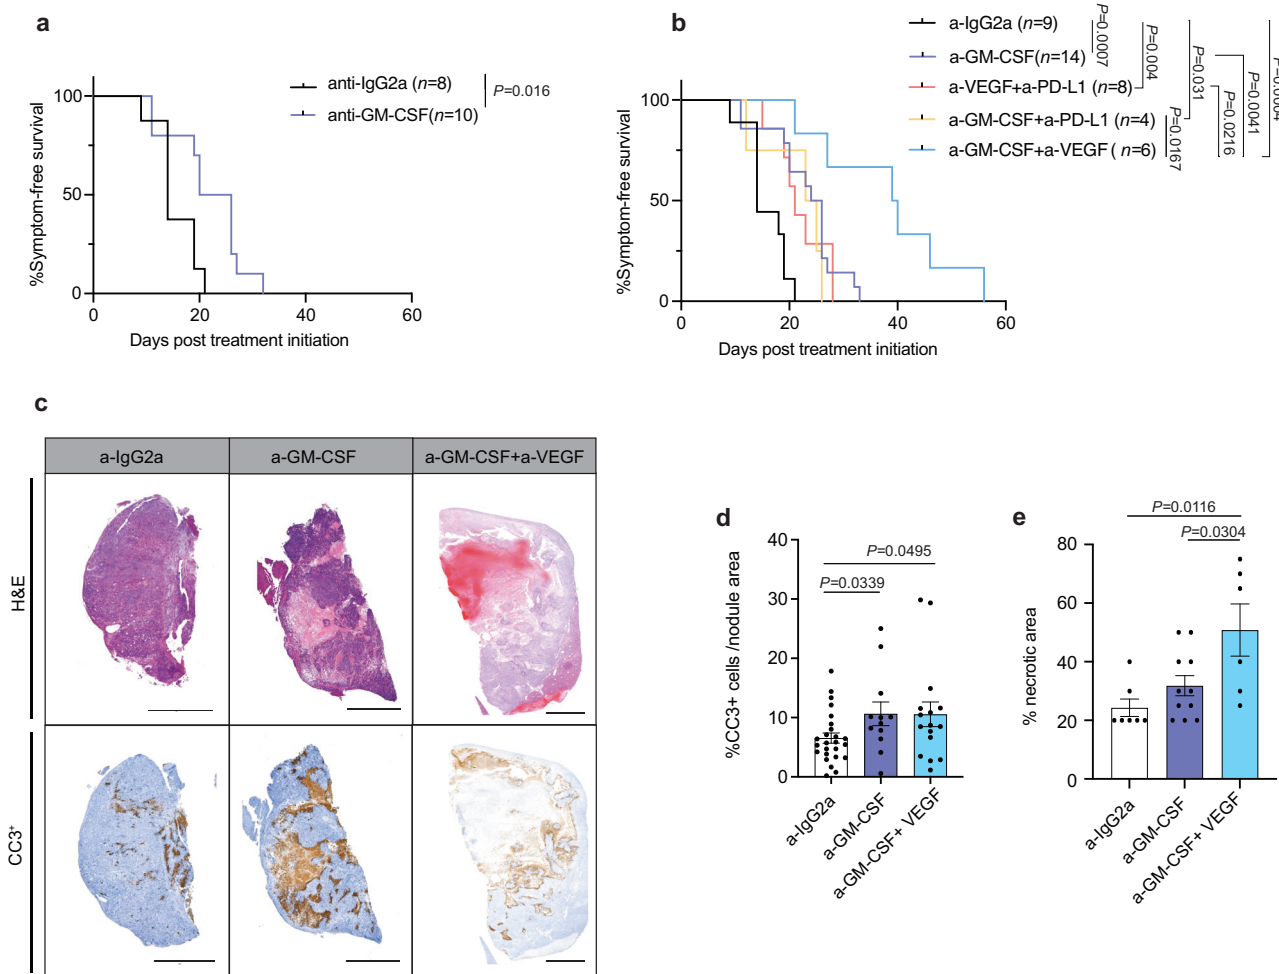 a
anti-IgG2a (n=8)
anti-GM-CSF(n=10)
P=0.016
%Symptom-free survival
100
50
0
0
20
40
60
Days post treatment initiation
b
a-IgG2a (n=9)
a-GM-CSF(n=14)
a-VEGF+a-PD-L1 (n=8)
a-GM-CSF+a-PD-L1 (n=4)
a-GM-CSF+a-VEGF ( n=6)
P=0.0007
P=0.004
P=0.031
P=0.0167
P=0.0216
P=0.0041
%Symptom-free survival
100
50
0
0
20
40
60
Days post treatment initiation
c
a-IgG2a
a-GM-CSF
a-GM-CSF+a-VEGF
H&E
CC3⁺
d
%CC3+ cells /nodule area
40
30
20
10
0
P=0.0495
P=0.0339
a-IgG2a
a-GM-CSF
a-GM-CSF+ VEGF
e
% necrotic area
80
60
40
20
0
P=0.0116
P=0.0304
a-IgG2a
a-GM-CSF
a-GM-CSF+ VEGF